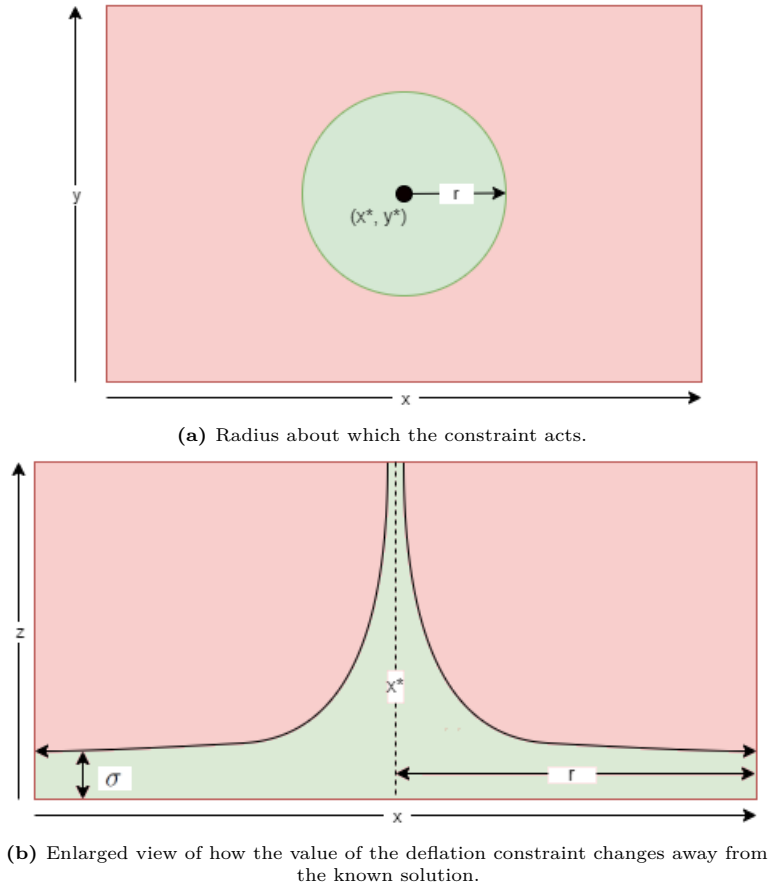 y
r
(x*, y*)
x
(a) Radius about which the constraint acts.
z
x*
σ
r
x
(b) Enlarged view of how the value of the deflation constraint changes away from
the known solution.